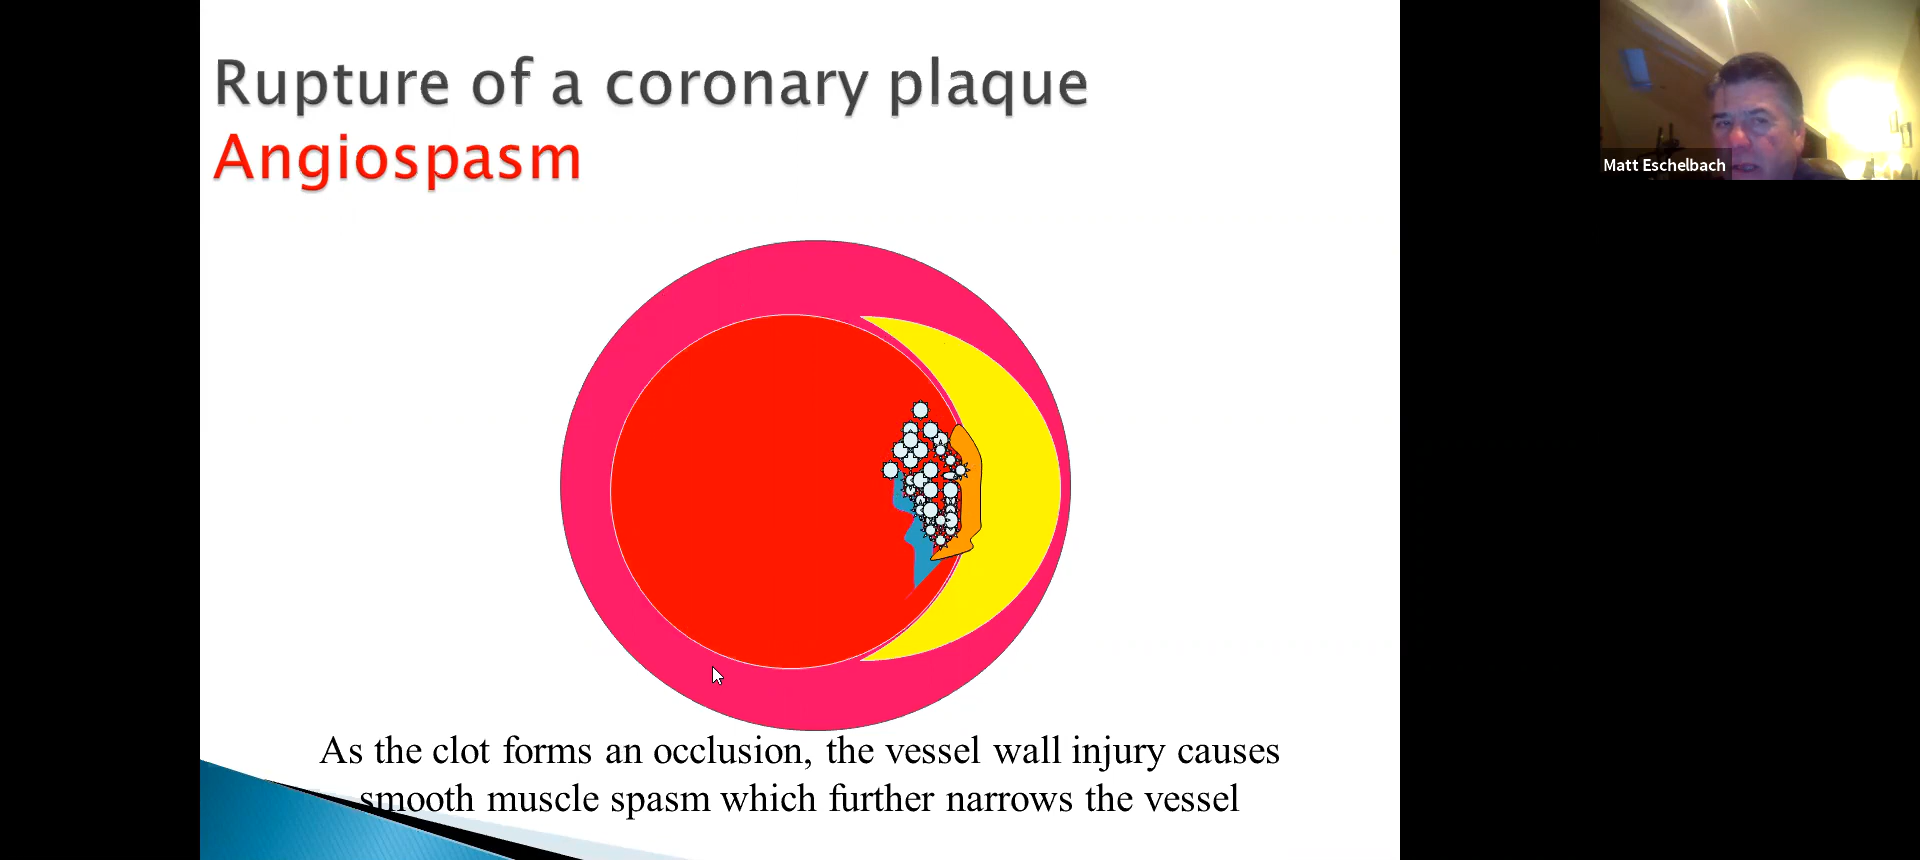 Rupture of a coronary plaque
Angiospasm
Matt Eschelbach
As the clot forms an occlusion, the vessel wall injury causes
smooth muscle spasm which further narrows the vessel